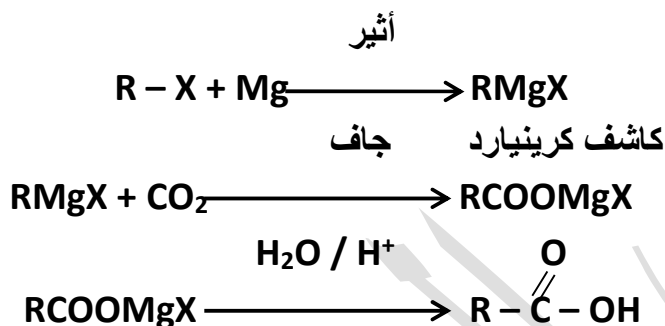 أثير
R – X + Mg → RMgX
جاف كاشف كرينيارد
RMgX + CO₂ → RCOOMgX
H₂O / H⁺ O
RCOOMgX → R – C – OH